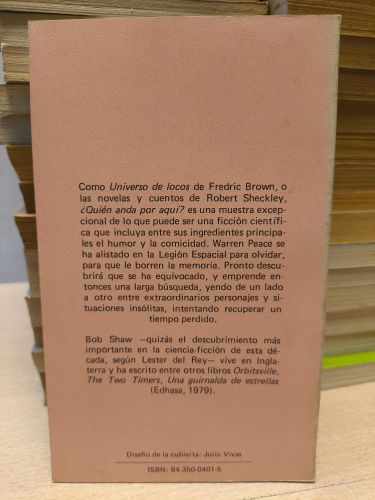 Como Universo de locos de Fredric Brown, o
las novelas y cuentos de Robert Sheckley,
¿Quién anda por aquí? es una muestra excep-
cional de lo que puede ser una ficción científi-
ca que incluya entre sus ingredientes principa-
les el humor y la comicidad. Warren Peace se
ha alistado en la Legión Espacial para olvidar,
para que le borren la memoria. Pronto descu-
brirá que se ha equivocado, y emprende en-
tonces una larga búsqueda, yendo de un lado
a otro entre extraordinarios personajes y si-
tuaciones insólitas, intentando recuperar un
tiempo perdido.
Bob Shaw —quizás el descubrimiento más
importante en la ciencia-ficción de esta dé-
cada, según Lester del Rey— vive en Ingla-
terra y ha escrito entre otros libros Orbitsville,
The Two Timers, Una guirnalda de estrellas
(Edhasa, 1979).
Diseño de la cubierta: Julio Vivas
ISBN: 84-350-0401-5